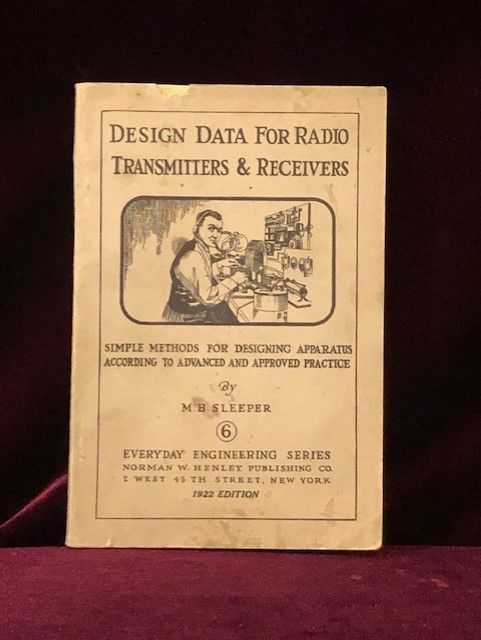 DESIGN DATA FOR RADIO
TRANSMITTERS & RECEIVERS
SIMPLE METHODS FOR DESIGNING APPARATUS
ACCORDING TO ADVANCED AND APPROVED PRACTICE
By
M.B SLEEPER
6
EVERYDAY ENGINEERING SERIES
NORMAN W. HENLEY PUBLISHING CO.
2 WEST 45 TH STREET, NEW YORK
1922 EDITION